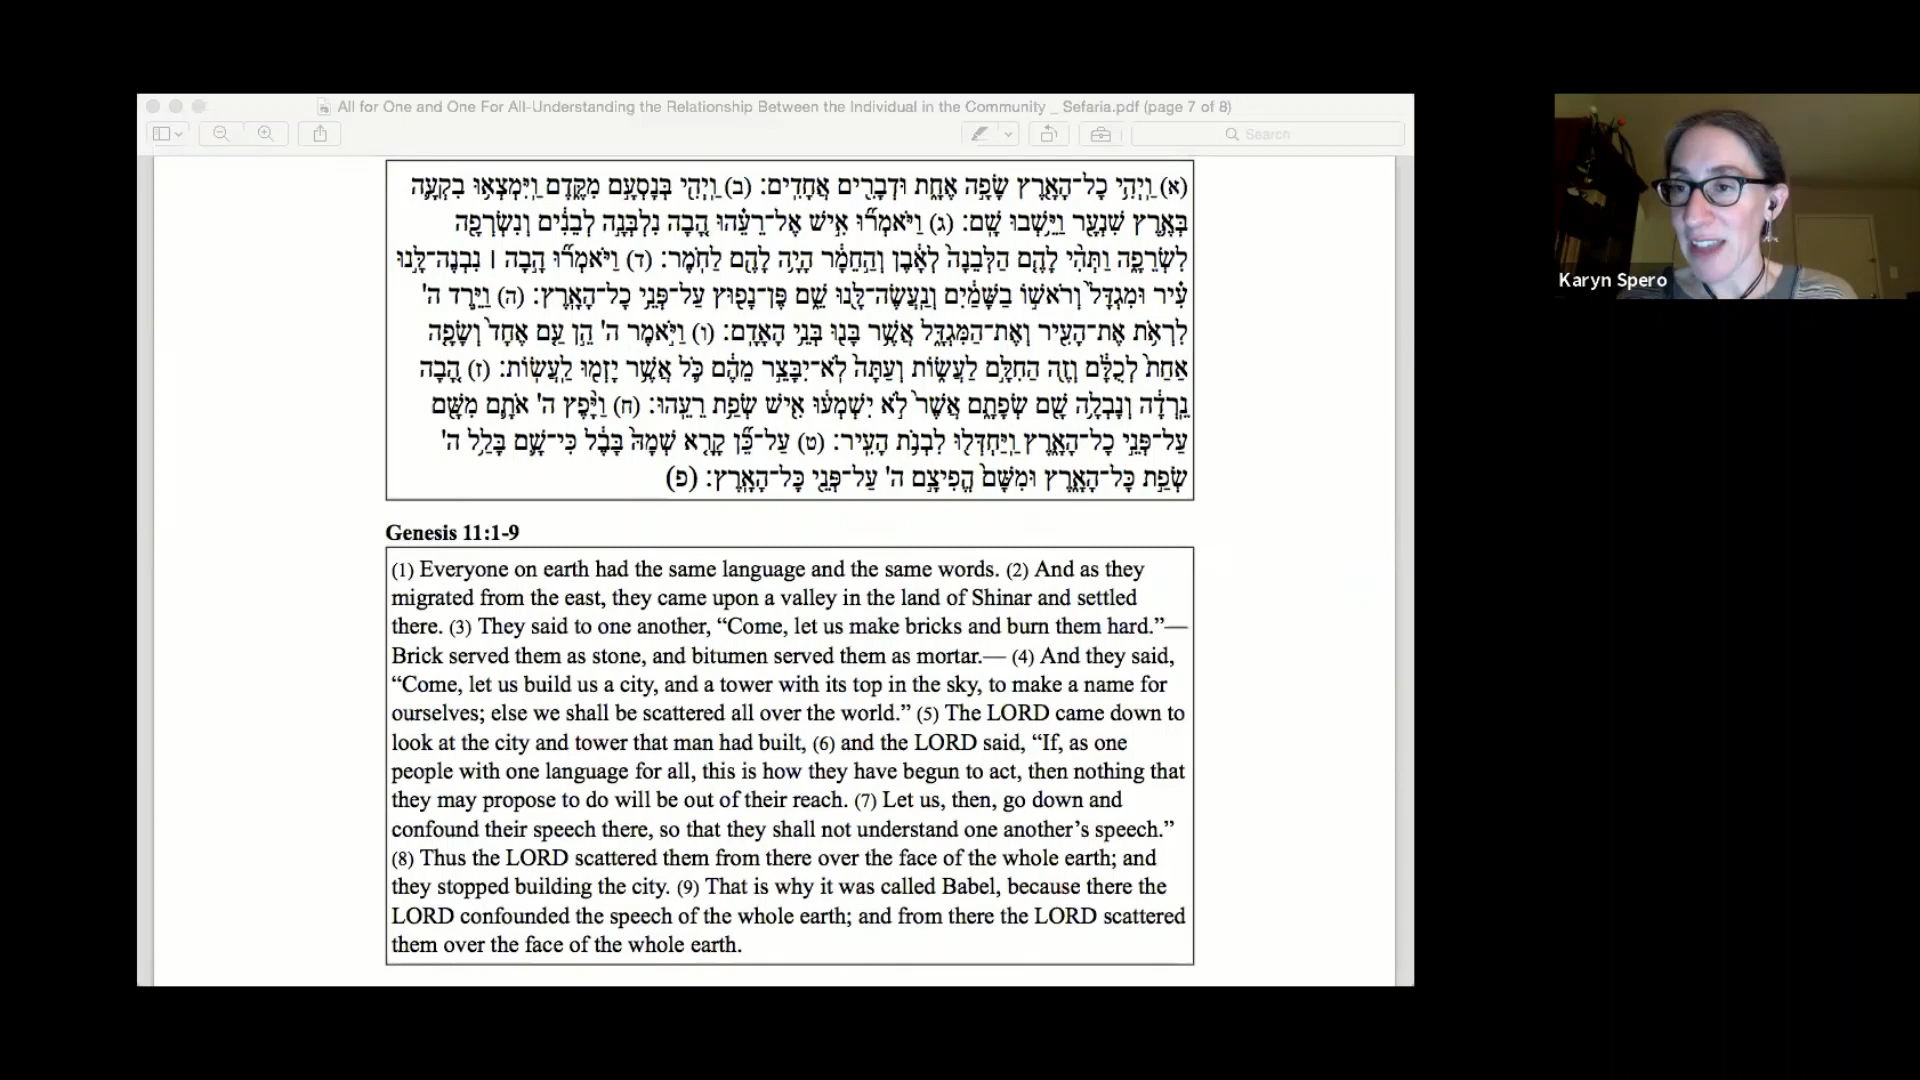 All for One and One For All-Understanding the Relationship Between the Individual in the Community _ Sefaria.pdf (page 7 of 8)
Search
(א) וַיְהִ֥י כׇל־הָאָ֖רֶץ שָׂפָ֣ה אֶחָ֑ת וּדְבָרִ֖ים אֲחָדִֽים׃ (ב) וַֽיְהִ֖י בְּנׇסְעָ֣ם מִקֶּ֑דֶם וַֽיִּמְצְא֥וּ בִקְעָ֛ה
בְּאֶ֥רֶץ שִׁנְעָ֖ר וַיֵּ֥שְׁבוּ שָֽׁם׃ (ג) וַיֹּאמְר֞וּ אִ֣ישׁ אֶל־רֵעֵ֗הוּ הָ֚בָה נִלְבְּנָ֣ה לְבֵנִ֔ים וְנִשְׂרְפָ֖ה
לִשְׂרֵפָ֑ה וַתְּהִ֨י לָהֶ֤ם הַלְּבֵנָה֙ לְאָ֔בֶן וְהַ֣חֵמָ֔ר הָיָ֥ה לָהֶ֖ם לַחֹֽמֶר׃ (ד) וַיֹּאמְר֞וּ הָ֣בָה ׀ נִבְנֶה־לָּ֣נוּ
עִ֗יר וּמִגְדָּל֙ וְרֹאשׁ֣וֹ בַשָּׁמַ֔יִם וְנַֽעֲשֶׂה־לָּ֖נוּ שֵׁ֑ם פֶּן־נָפ֖וּץ עַל־פְּנֵ֥י כׇל־הָאָֽרֶץ׃ (ה) וַיֵּ֣רֶד ה'
לִרְאֹ֥ת אֶת־הָעִ֖יר וְאֶת־הַמִּגְדָּ֑ל אֲשֶׁ֥ר בָּנ֖וּ בְּנֵ֥י הָאָדָֽם׃ (ו) וַיֹּ֣אמֶר ה' הֵ֣ן עַ֤ם אֶחָד֙ וְשָׂפָ֤ה
אַחַת֙ לְכֻלָּ֔ם וְזֶ֖ה הַחִלָּ֣ם לַעֲשׂ֑וֹת וְעַתָּה֙ לֹֽא־יִבָּצֵ֣ר מֵהֶ֔ם כֹּ֛ל אֲשֶׁ֥ר יָזְמ֖וּ לַֽעֲשֽׂוֹת׃ (ז) הָ֚בָה
נֵֽרְדָ֔ה וְנָבְלָ֥ה שָׁ֖ם שְׂפָתָ֑ם אֲשֶׁר֙ לֹ֣א יִשְׁמְע֔וּ אִ֖ישׁ שְׂפַ֥ת רֵעֵֽהוּ׃ (ח) וַיָּ֨פֶץ ה' אֹתָ֛ם מִשָּׁ֖ם
עַל־פְּנֵ֣י כׇל־הָאָ֑רֶץ וַֽיַּחְדְּל֖וּ לִבְנֹ֥ת הָעִֽיר׃ (ט) עַל־כֵּ֞ן קָרָ֤א שְׁמָהּ֙ בָּבֶ֔ל כִּי־שָׁ֛ם בָּלַ֥ל ה'
שְׂפַ֣ת כׇּל־הָאָ֑רֶץ וּמִשָּׁם֙ הֱפִיצָ֣ם ה' עַל־פְּנֵ֖י כׇּל־הָאָֽרֶץ׃ (פ)
Genesis 11:1-9
(1) Everyone on earth had the same language and the same words. (2) And as they
migrated from the east, they came upon a valley in the land of Shinar and settled
there. (3) They said to one another, “Come, let us make bricks and burn them hard.”—
Brick served them as stone, and bitumen served them as mortar.— (4) And they said,
“Come, let us build us a city, and a tower with its top in the sky, to make a name for
ourselves; else we shall be scattered all over the world.” (5) The LORD came down to
look at the city and tower that man had built, (6) and the LORD said, “If, as one
people with one language for all, this is how they have begun to act, then nothing that
they may propose to do will be out of their reach. (7) Let us, then, go down and
confound their speech there, so that they shall not understand one another’s speech.”
(8) Thus the LORD scattered them from there over the face of the whole earth; and
they stopped building the city. (9) That is why it was called Babel, because there the
LORD confounded the speech of the whole earth; and from there the LORD scattered
them over the face of the whole earth.
Karyn Spero